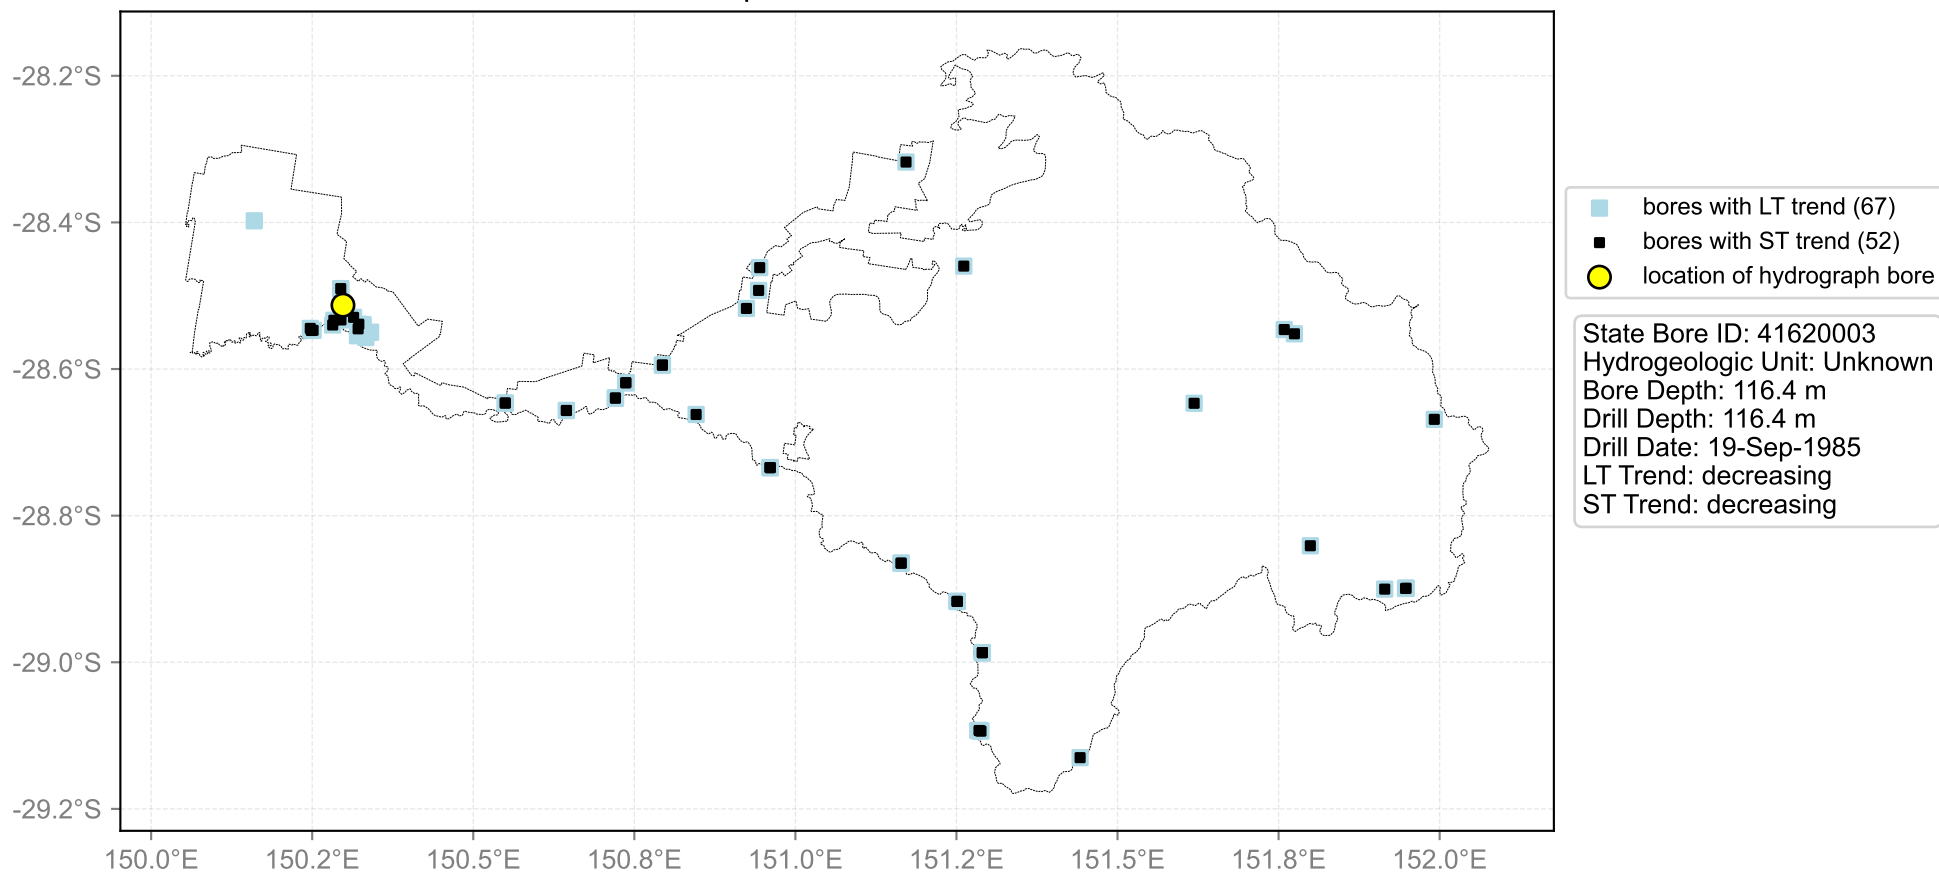 -28.2°S
-28.4°S
-28.6°S
-28.8°S
-29.0°S
-29.2°S
150.0°E
150.2°E
150.5°E
150.8°E
151.0°E
151.2°E
151.5°E
151.8°E
152.0°E
bores with LT trend (67)
bores with ST trend (52)
location of hydrograph bore
State Bore ID: 41620003
Hydrogeologic Unit: Unknown
Bore Depth: 116.4 m
Drill Depth: 116.4 m
Drill Date: 19-Sep-1985
LT Trend: decreasing
ST Trend: decreasing